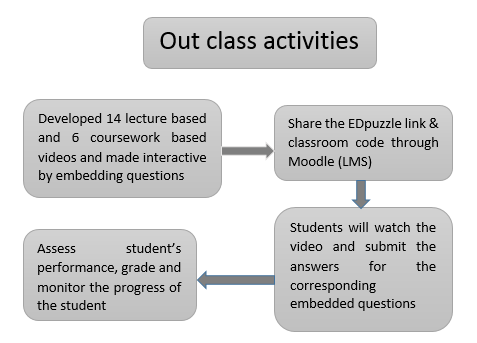 Out class activities
Developed 14 lecture based
and 6 coursework based
videos and made interactive
by embedding questions
Share the EDpuzzle link &
classroom code through
Moodle (LMS)
Students will watch the
video and submit the
answers for the
corresponding
embedded questions
Assess student's
performance, grade and
monitor the progress of
the student